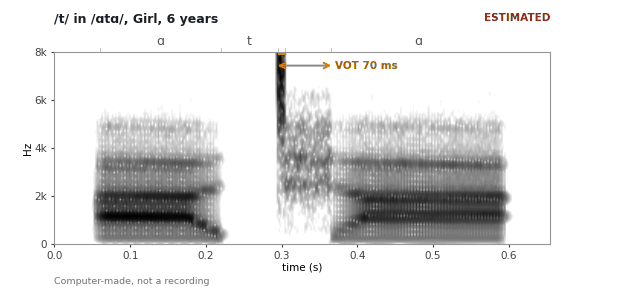 /t/ in /ɑtɑ/, Girl, 6 years
ESTIMATED
ɑ t ɑ
8k
6k
4k
2k
0
Hz
VOT 70 ms
0.0 0.1 0.2 0.3 0.4 0.5 0.6
time (s)
Computer-made, not a recording